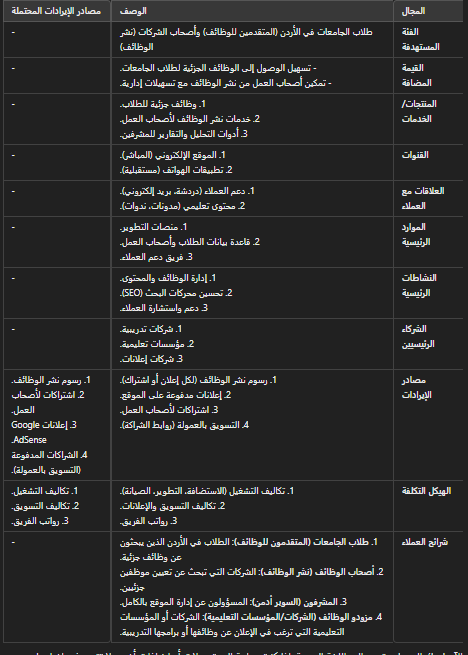 المجال الوصف مصادر الإيرادات المحتملة
الفئة المستهدفة طلاب الجامعات في الأردن (المتقدمين للوظائف) وأصحاب الشركات (نشر الوظائف) -
القيمة المضافة - تسهيل الوصول إلى الوظائف الجزئية لطلاب الجامعات. -
- تمكين أصحاب العمل من نشر الوظائف مع تسهيلات إدارية.
المنتجات/الخدمات 1. وظائف جزئية للطلاب. -
2. خدمات نشر الوظائف لأصحاب العمل.
3. أدوات التحليل والتقارير للمشرفين.
القنوات 1. الموقع الإلكتروني (المباشر). -
2. تطبيقات الهواتف (مستقبلية).
العلاقات مع العملاء 1. دعم العملاء (دردشة، بريد إلكتروني). -
2. محتوى تعليمي (مدونات، ندوات).
الموارد الرئيسية 1. منصات التطوير. -
2. قاعدة بيانات الطلاب وأصحاب العمل.
3. فريق دعم العملاء.
النشاطات الرئيسية 1. إدارة الوظائف والمحتوى. -
2. تحسين محركات البحث (SEO).
3. دعم واستشارة العملاء.
الشركاء الرئيسيين 1. شركات تدريبية. -
2. مؤسسات تعليمية.
3. شركات إعلانات.
مصادر الإيرادات
1. رسوم نشر الوظائف (لكل إعلان أو اشتراك).
2. إعلانات مدفوعة على الموقع.
3. اشتراكات لأصحاب العمل.
4. التسويق بالعمولة (روابط الشراكة).
1. رسوم نشر الوظائف.
2. اشتراكات لأصحاب العمل.
3. إعلانات Google AdSense.
4. الشراكات المدفوعة (التسويق بالعمولة).
الهيكل التكلفة
1. تكاليف التشغيل (الاستضافة، التطوير، الصيانة).
2. تكاليف التسويق والإعلانات.
3. رواتب الفريق.
1. تكاليف التشغيل.
2. تكاليف التسويق.
3. رواتب الفريق.
شرائح العملاء -
1. طلاب الجامعات (المتقدمون للوظائف): الطلاب في الأردن الذين يبحثون
عن وظائف جزئية.
2. أصحاب الوظائف (نشر الوظائف): الشركات التي تبحث عن تعيين موظفين
جزئيين.
3. المشرفون (السوبر أدمن): المسؤولون عن إدارة الموقع بالكامل.
4. مزودو الوظائف (الشركات/المؤسسات التعليمية): الشركات أو المؤسسات
التعليمية التي ترغب في الإعلان عن وظائفها أو برامجها التدريبية.